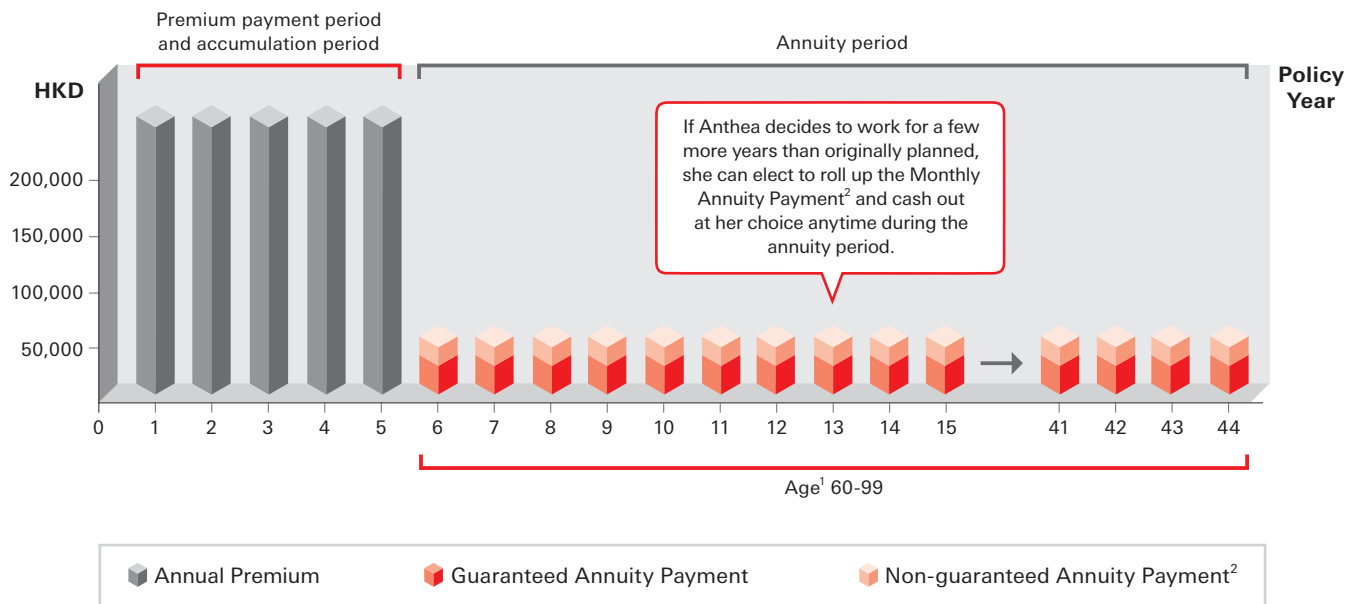 Premium payment period
and accumulation period
Annuity period
HKD
Policy
Year
If Anthea decides to work for a few
more years than originally planned,
she can elect to roll up the Monthly
Annuity Payment² and cash out
at her choice anytime during the
annuity period.
200,000
150,000
100,000
50,000
0 1 2 3 4 5 6 7 8 9 10 11 12 13 14 15 41 42 43 44
Age¹ 60-99
Annual Premium Guaranteed Annuity Payment Non-guaranteed Annuity Payment²